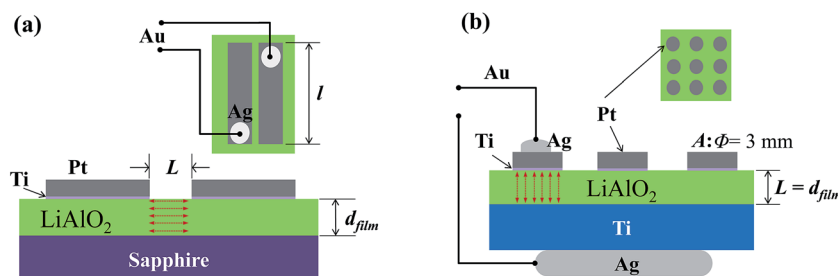 (a)
Au
Ag
l
Pt
L
Ti
LiAlO₂
d_film
Sapphire
(b)
Au
Pt
Ti
Ag
A:Φ= 3 mm
LiAlO₂
L = d_film
Ti
Ag